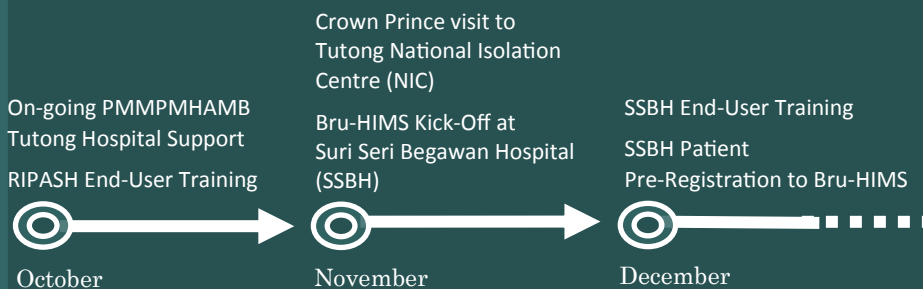 On-going PMMPMHAMB
Tutong Hospital Support
RIPASH End-User Training
October
Crown Prince visit to
Tutong National Isolation
Centre (NIC)
Bru-HIMS Kick-Off at
Suri Seri Begawan Hospital
(SSBH)
November
SSBH End-User Training
SSBH Patient
Pre-Registration to Bru-HIMS
December